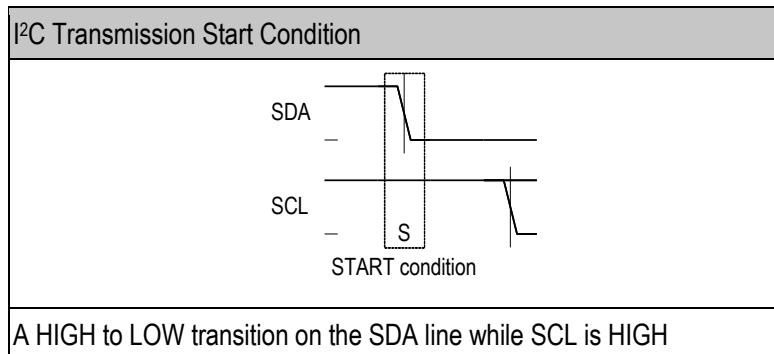 I²C Transmission Start Condition
SDA
SCL
S
START condition
A HIGH to LOW transition on the SDA line while SCL is HIGH